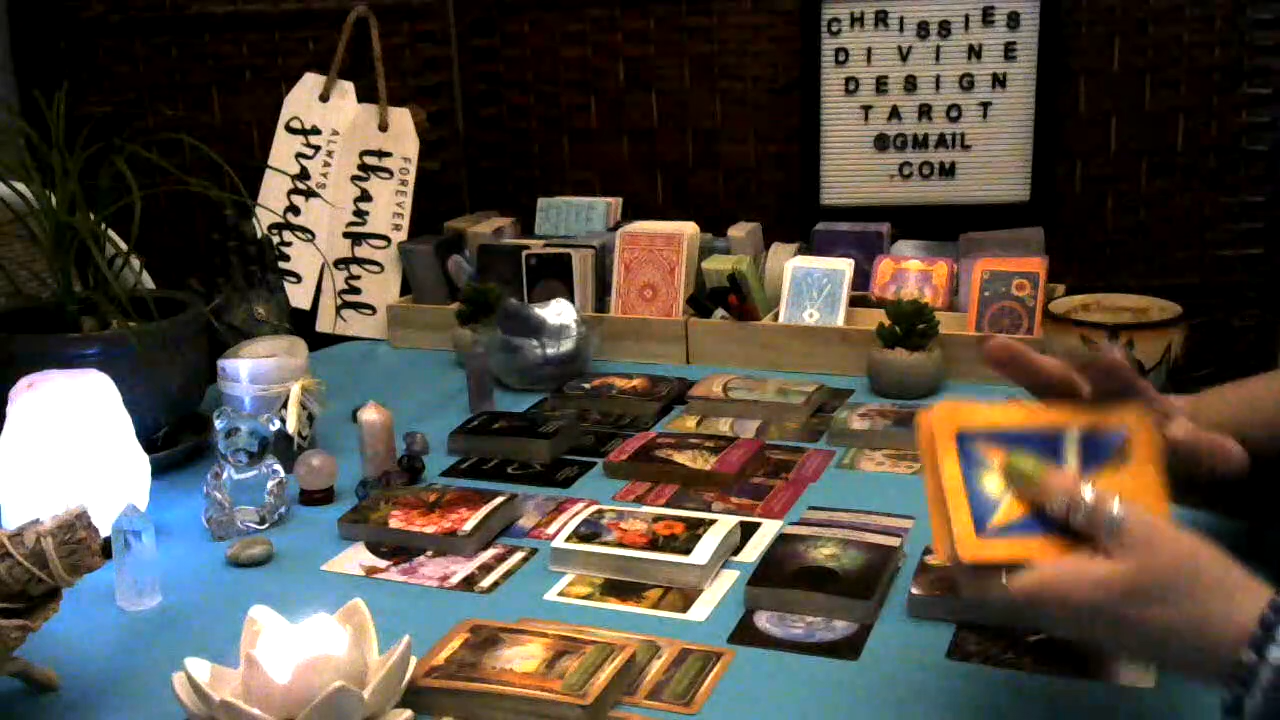 CHRISSIES
DIVINE
DESIGN
TAROT
@GMAIL
.COM
ALWAYS
grateful
FOREVER
thankful